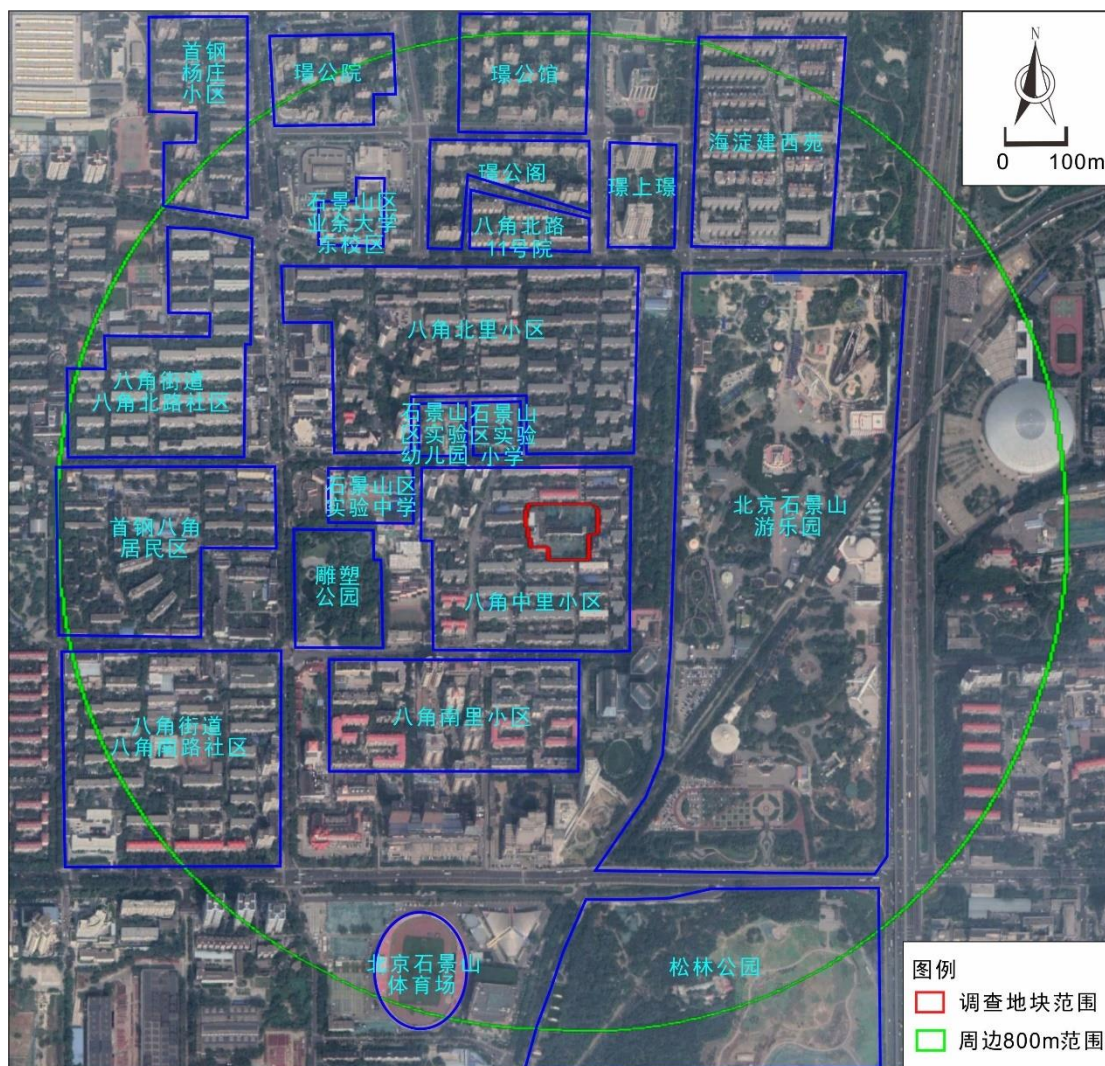 首钢
杨庄
小区
璟公院
璟公馆
海淀建西苑
N
0 100m
璟公阁
璟上璟
石景山区
业余大学
东校区
八角北路
11号院
八角北里小区
八角街道
八角北路社区
石景山
区实验
幼儿园
石景山
区实验
小学
石景山区
实验中学
北京石景山
游乐园
首钢八角
居民区
雕塑
公园
八角中里小区
八角街道
八角南路社区
八角南里小区
北京石景山
体育场
松林公园
图例
调查地块范围
周边800m范围